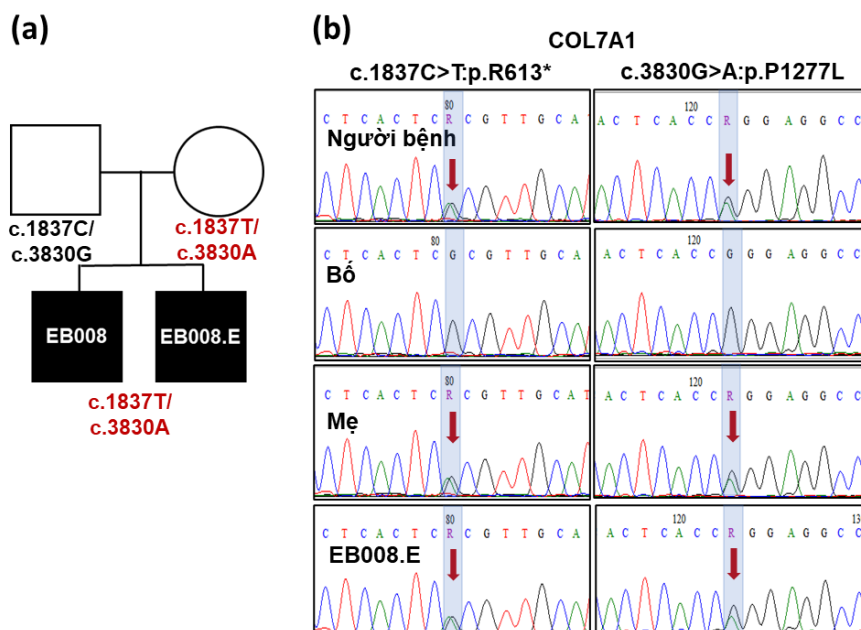 (a)
c.1837C/
c.3830G
c.1837T/
c.3830A
EB008
EB008.E
c.1837T/
c.3830A
(b)
COL7A1
c.1837C>T:p.R613*
c.3830G>A:p.P1277L
80
C T C A C T C R C G T T G C A T
Người bệnh
120
A C T C A C C R G G A G G C C
80
C T C A C T C G C G T T G C A
Bố
120
A C T C A C C G G G A G G C C
80
C T C A C T C R C G T T G C A T
Mẹ
120
A C T C A C C R G G A G G C C
80
C T C A C T C R C G T T G C A
EB008.E
120
13
A C T C A C C R G G A G G C C